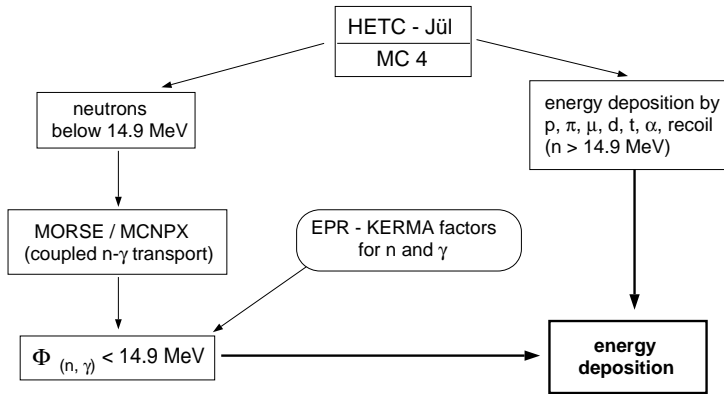 HETC - Jül
MC 4
neutrons
below 14.9 MeV
energy deposition by
p, π, μ, d, t, α, recoil
(n > 14.9 MeV)
MORSE / MCNPX
(coupled n-γ transport)
EPR - KERMA factors
for n and γ
Φ (n, γ) < 14.9 MeV
energy
deposition